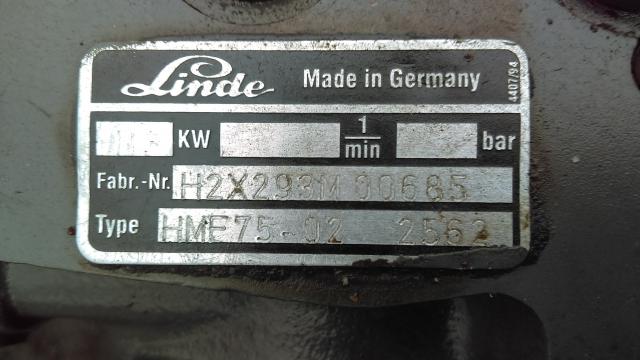 Linde Made in Germany
4407/94
KW 1/min bar
Fabr.-Nr. H2X293M00685
Type HME75-02 2562